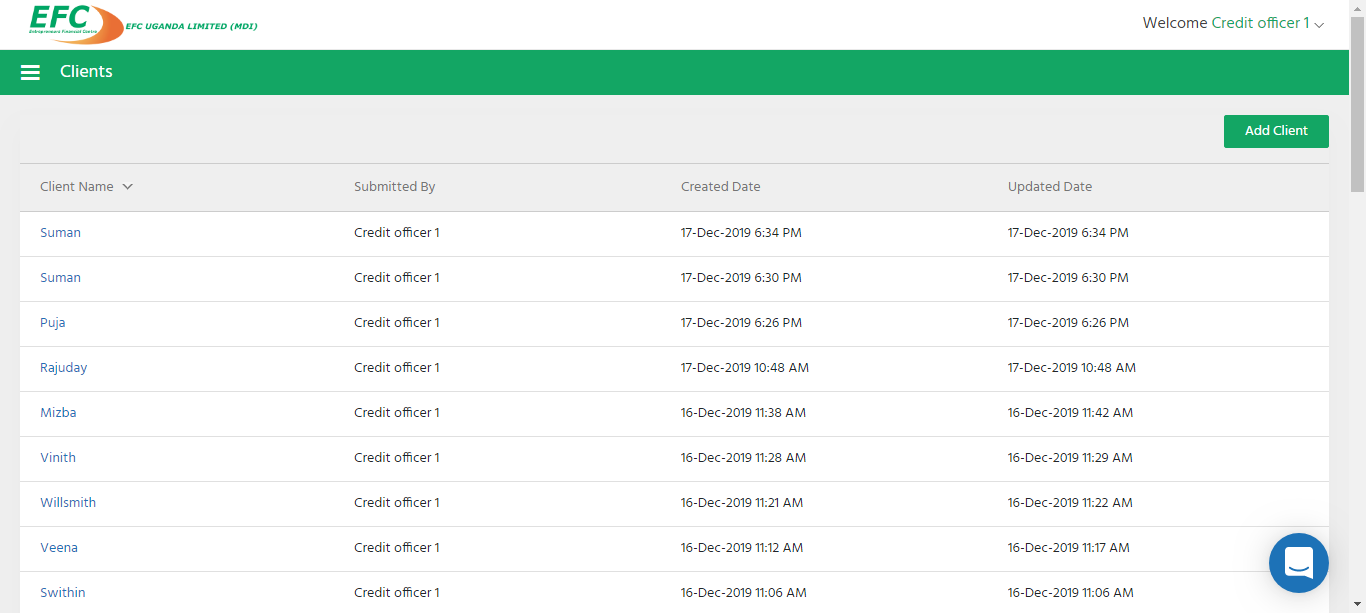 EFC
Entrepreneurs Financial Centre
EFC UGANDA LIMITED (MDI)
Welcome Credit officer 1
Clients
Add Client
Client Name Submitted By Created Date Updated Date
Suman Credit officer 1 17-Dec-2019 6:34 PM 17-Dec-2019 6:34 PM
Suman Credit officer 1 17-Dec-2019 6:30 PM 17-Dec-2019 6:30 PM
Puja Credit officer 1 17-Dec-2019 6:26 PM 17-Dec-2019 6:26 PM
Rajuday Credit officer 1 17-Dec-2019 10:48 AM 17-Dec-2019 10:48 AM
Mizba Credit officer 1 16-Dec-2019 11:38 AM 16-Dec-2019 11:42 AM
Vinith Credit officer 1 16-Dec-2019 11:28 AM 16-Dec-2019 11:29 AM
Willsmith Credit officer 1 16-Dec-2019 11:21 AM 16-Dec-2019 11:22 AM
Veena Credit officer 1 16-Dec-2019 11:12 AM 16-Dec-2019 11:17 AM
Swithin Credit officer 1 16-Dec-2019 11:06 AM 16-Dec-2019 11:06 AM